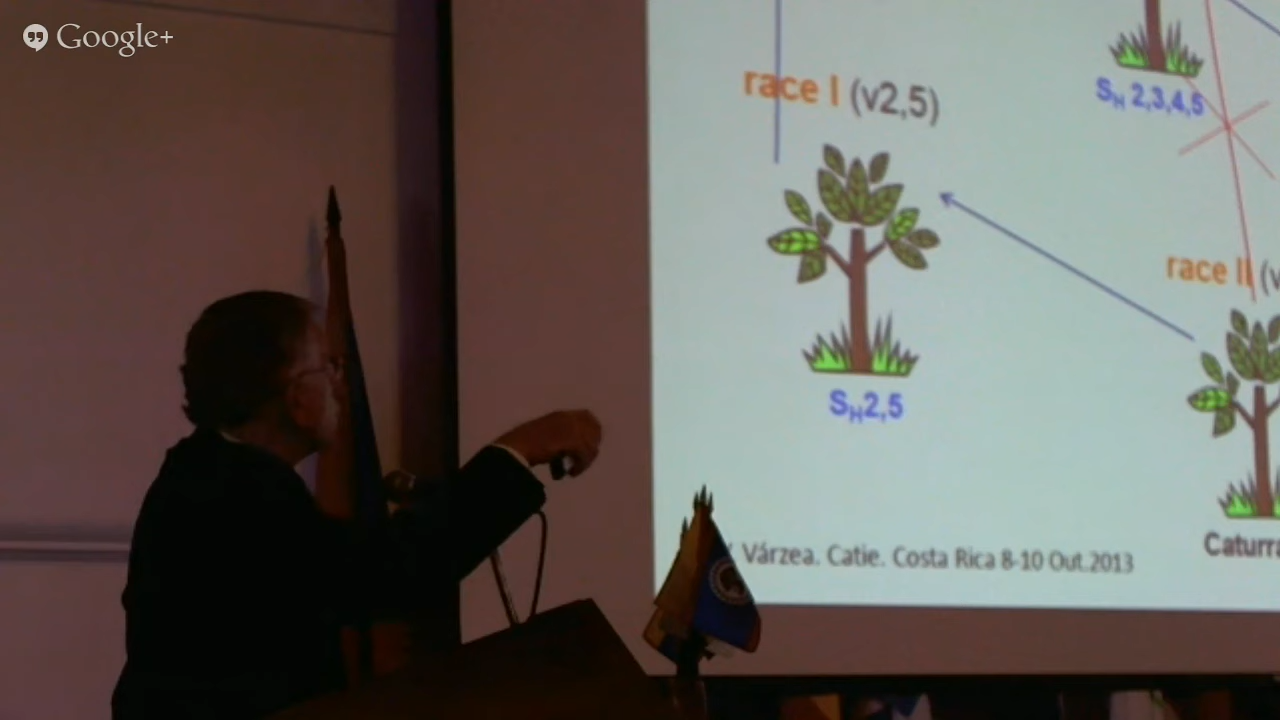 Google+
race I (v2,5)
SH 2,3,4,5
race II (v
SH2,5
Várzea. Catie. Costa Rica 8-10 Out.2013
Caturra